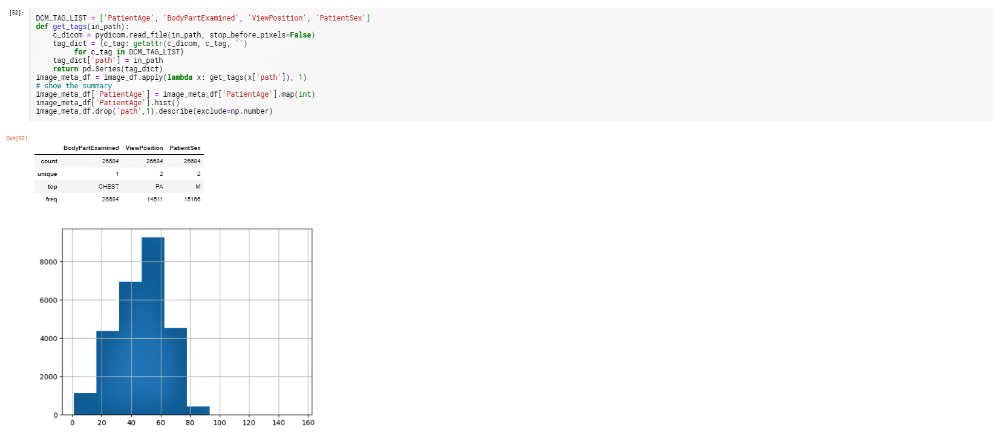 [52]:
DCM_TAG_LIST = ['PatientAge', 'BodyPartExamined', 'ViewPosition', 'PatientSex']
def get_tags(in_path):
    c_dicom = pydicom.read_file(in_path, stop_before_pixels=False)
    tag_dict = {c_tag: getattr(c_dicom, c_tag, '')
         for c_tag in DCM_TAG_LIST}
    tag_dict['path'] = in_path
    return pd.Series(tag_dict)
image_meta_df = image_df.apply(lambda x: get_tags(x['path']), 1)
# show the summary
image_meta_df['PatientAge'] = image_meta_df['PatientAge'].map(int)
image_meta_df['PatientAge'].hist()
image_meta_df.drop('path',1).describe(exclude=np.number)
Out[52]:
BodyPartExamined ViewPosition PatientSex
count 26684 26684 26684
unique 1 2 2
top CHEST PA M
freq 26684 14511 15166
8000
6000
4000
2000
0
0 20 40 60 80 100 120 140 160